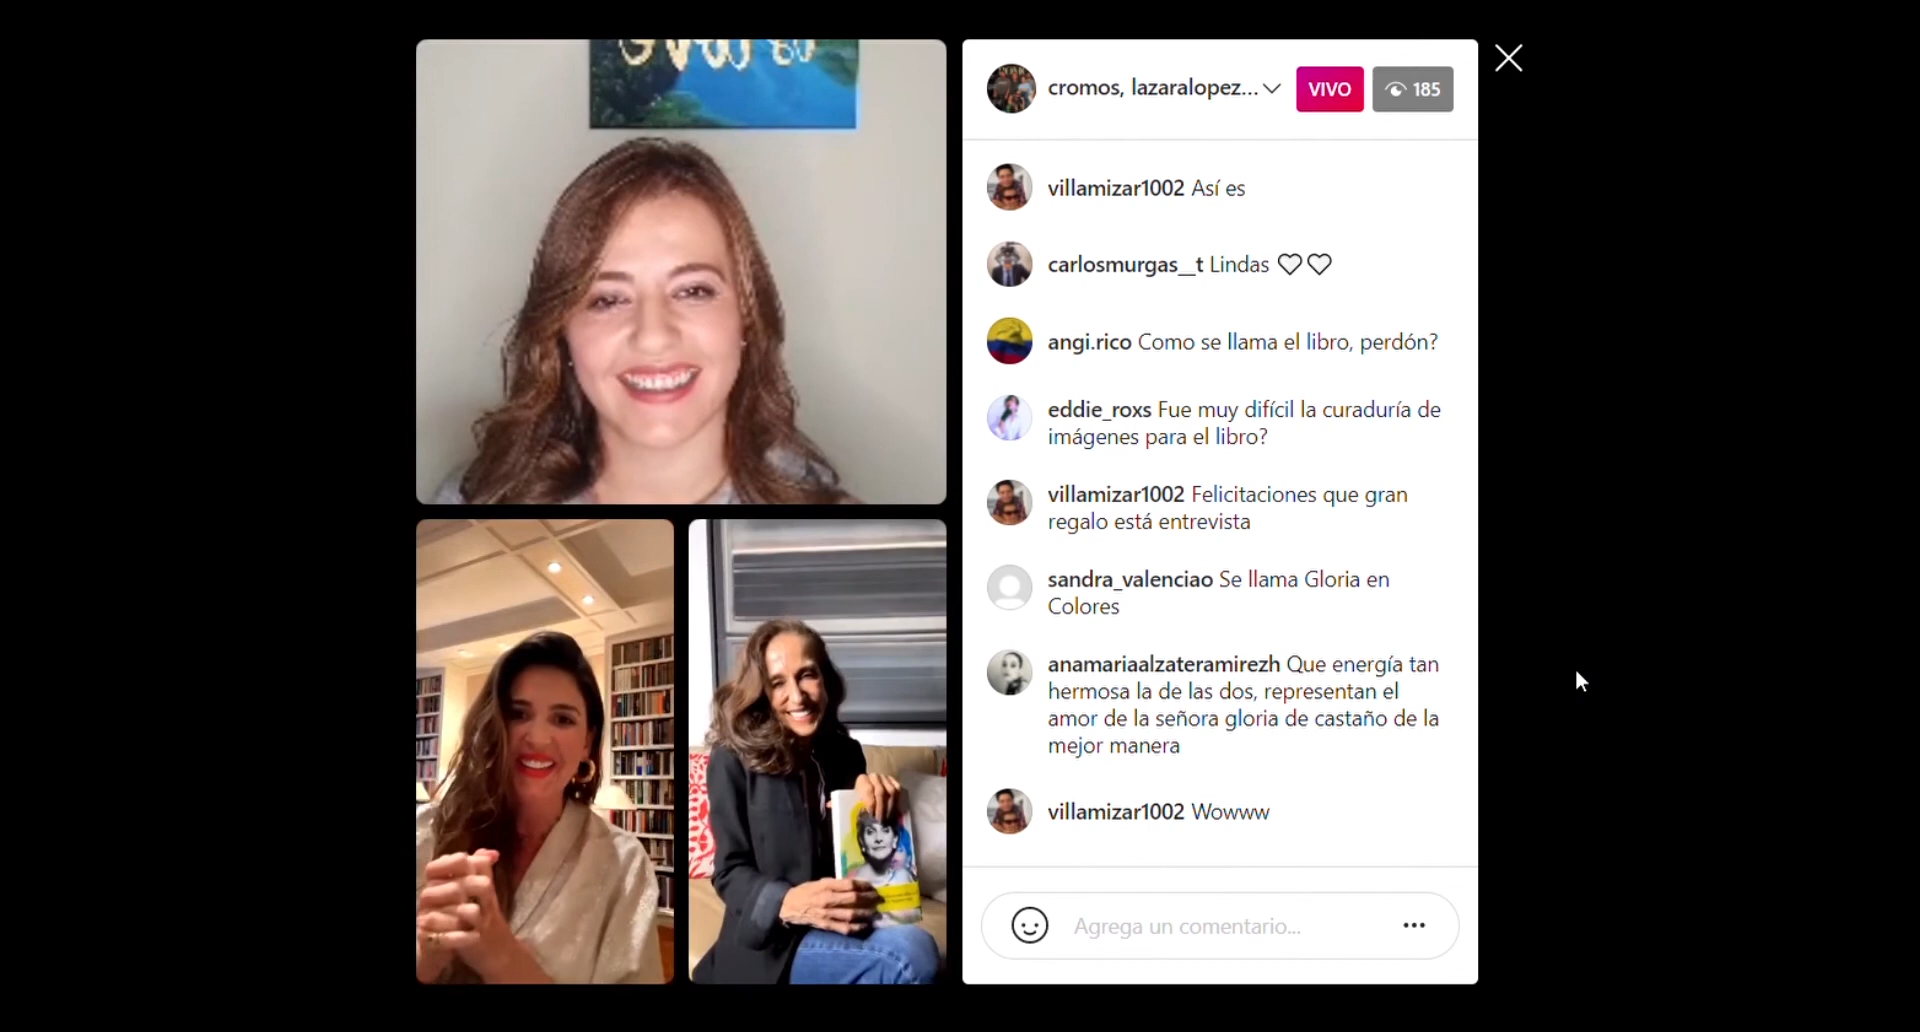 cromos, lazaralopez...
VIVO
185
villamizar1002 Así es
carlosmurgas__t Lindas
angi.rico Como se llama el libro, perdón?
eddie_roxs Fue muy difícil la curaduría de
imágenes para el libro?
villamizar1002 Felicitaciones que gran
regalo está entrevista
sandra_valenciao Se llama Gloria en
Colores
anamariaalzateramirezh Que energía tan
hermosa la de las dos, representan el
amor de la señora gloria de castaño de la
mejor manera
villamizar1002 Wowww
Agrega un comentario...